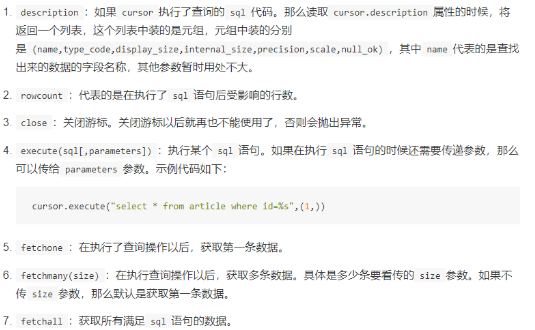 1. description：如果 cursor 执行了查询的 sql 代码。那么读取 cursor.description 属性的时候，将
返回一个列表，这个列表中装的是元组，元组中装的分别
是 (name,type_code,display_size,internal_size,precision,scale,null_ok)，其中 name 代表的是查找
出来的数据的字段名称，其他参数暂时用处不大。
2. rowcount：代表的是在执行了 sql 语句后受影响的行数。
3. close：关闭游标。关闭游标以后就再也不能使用了，否则会抛出异常。
4. execute(sql[,parameters])：执行某个 sql 语句。如果在执行 sql 语句的时候还需要传递参数，那么
可以传给 parameters 参数。示例代码如下：
cursor.execute("select * from article where id=%s",(1,))
5. fetchone：在执行了查询操作以后，获取第一条数据。
6. fetchmany(size)：在执行查询操作以后，获取多条数据。具体是多少条要看传的 size 参数。如果不
传 size 参数，那么默认是获取第一条数据。
7. fetchall：获取所有满足 sql 语句的数据。